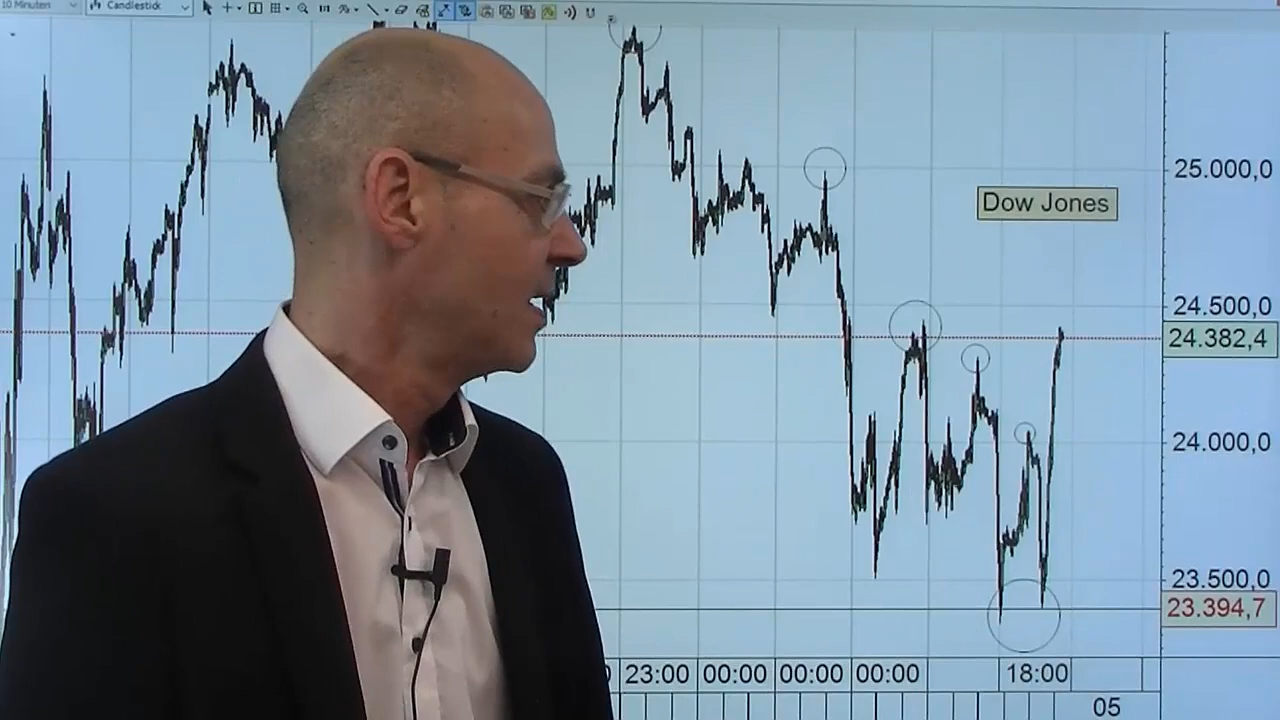 10 Minuten
Candlestick
25.000,0
Dow Jones
24.500,0
24.382,4
24.000,0
23.500,0
23.394,7
23:00 00:00 00:00 00:00 18:00
05